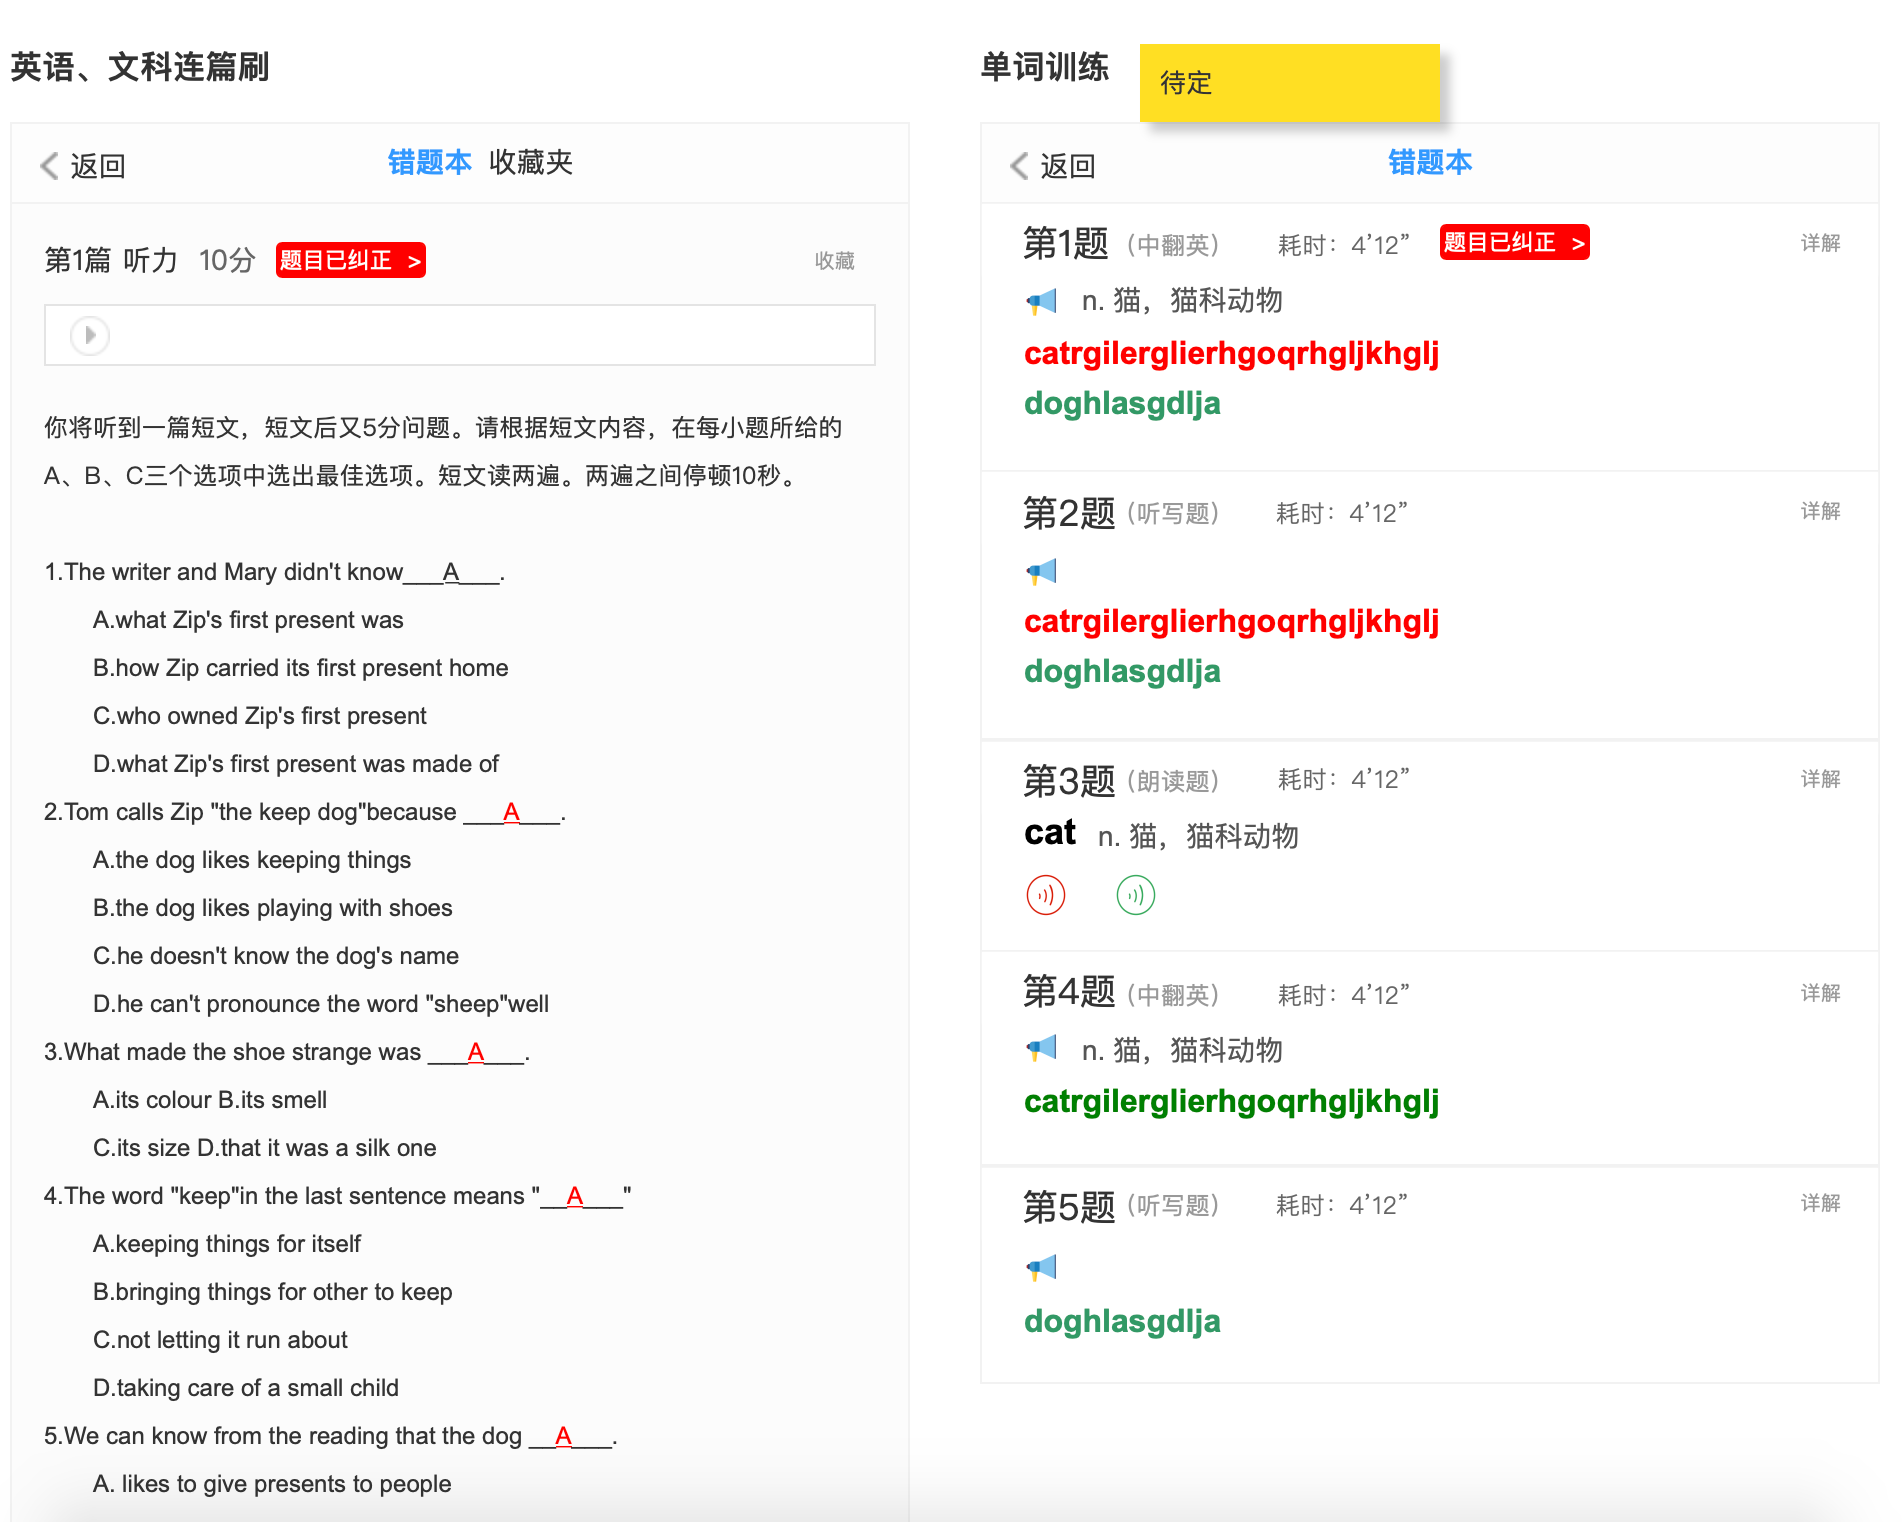 英语、文科连篇刷
返回
错题本 收藏夹
第1篇 听力 10分 题目已纠正 >
收藏
你将听到一篇短文，短文后又5分问题。请根据短文内容，在每小题所给的
A、B、C三个选项中选出最佳选项。短文读两遍。两遍之间停顿10秒。
1.The writer and Mary didn't know___A___.
A.what Zip's first present was
B.how Zip carried its first present home
C.who owned Zip's first present
D.what Zip's first present was made of
2.Tom calls Zip "the keep dog"because ___A___.
A.the dog likes keeping things
B.the dog likes playing with shoes
C.he doesn't know the dog's name
D.he can't pronounce the word "sheep"well
3.What made the shoe strange was ___A___.
A.its colour B.its smell
C.its size D.that it was a silk one
4.The word "keep"in the last sentence means "__A___"
A.keeping things for itself
B.bringing things for other to keep
C.not letting it run about
D.taking care of a small child
5.We can know from the reading that the dog __A___.
A. likes to give presents to people
单词训练
待定
返回
错题本
第1题（中翻英） 耗时：4’12” 题目已纠正 >
详解
n. 猫，猫科动物
catrgilerglierhgoqrhgljkhglj
doghlasgdlja
第2题（听写题） 耗时：4’12”
详解
catrgilerglierhgoqrhgljkhglj
doghlasgdlja
第3题（朗读题） 耗时：4’12”
详解
cat n. 猫，猫科动物
第4题（中翻英） 耗时：4’12”
详解
n. 猫，猫科动物
catrgilerglierhgoqrhgljkhglj
第5题（听写题） 耗时：4’12”
详解
doghlasgdlja